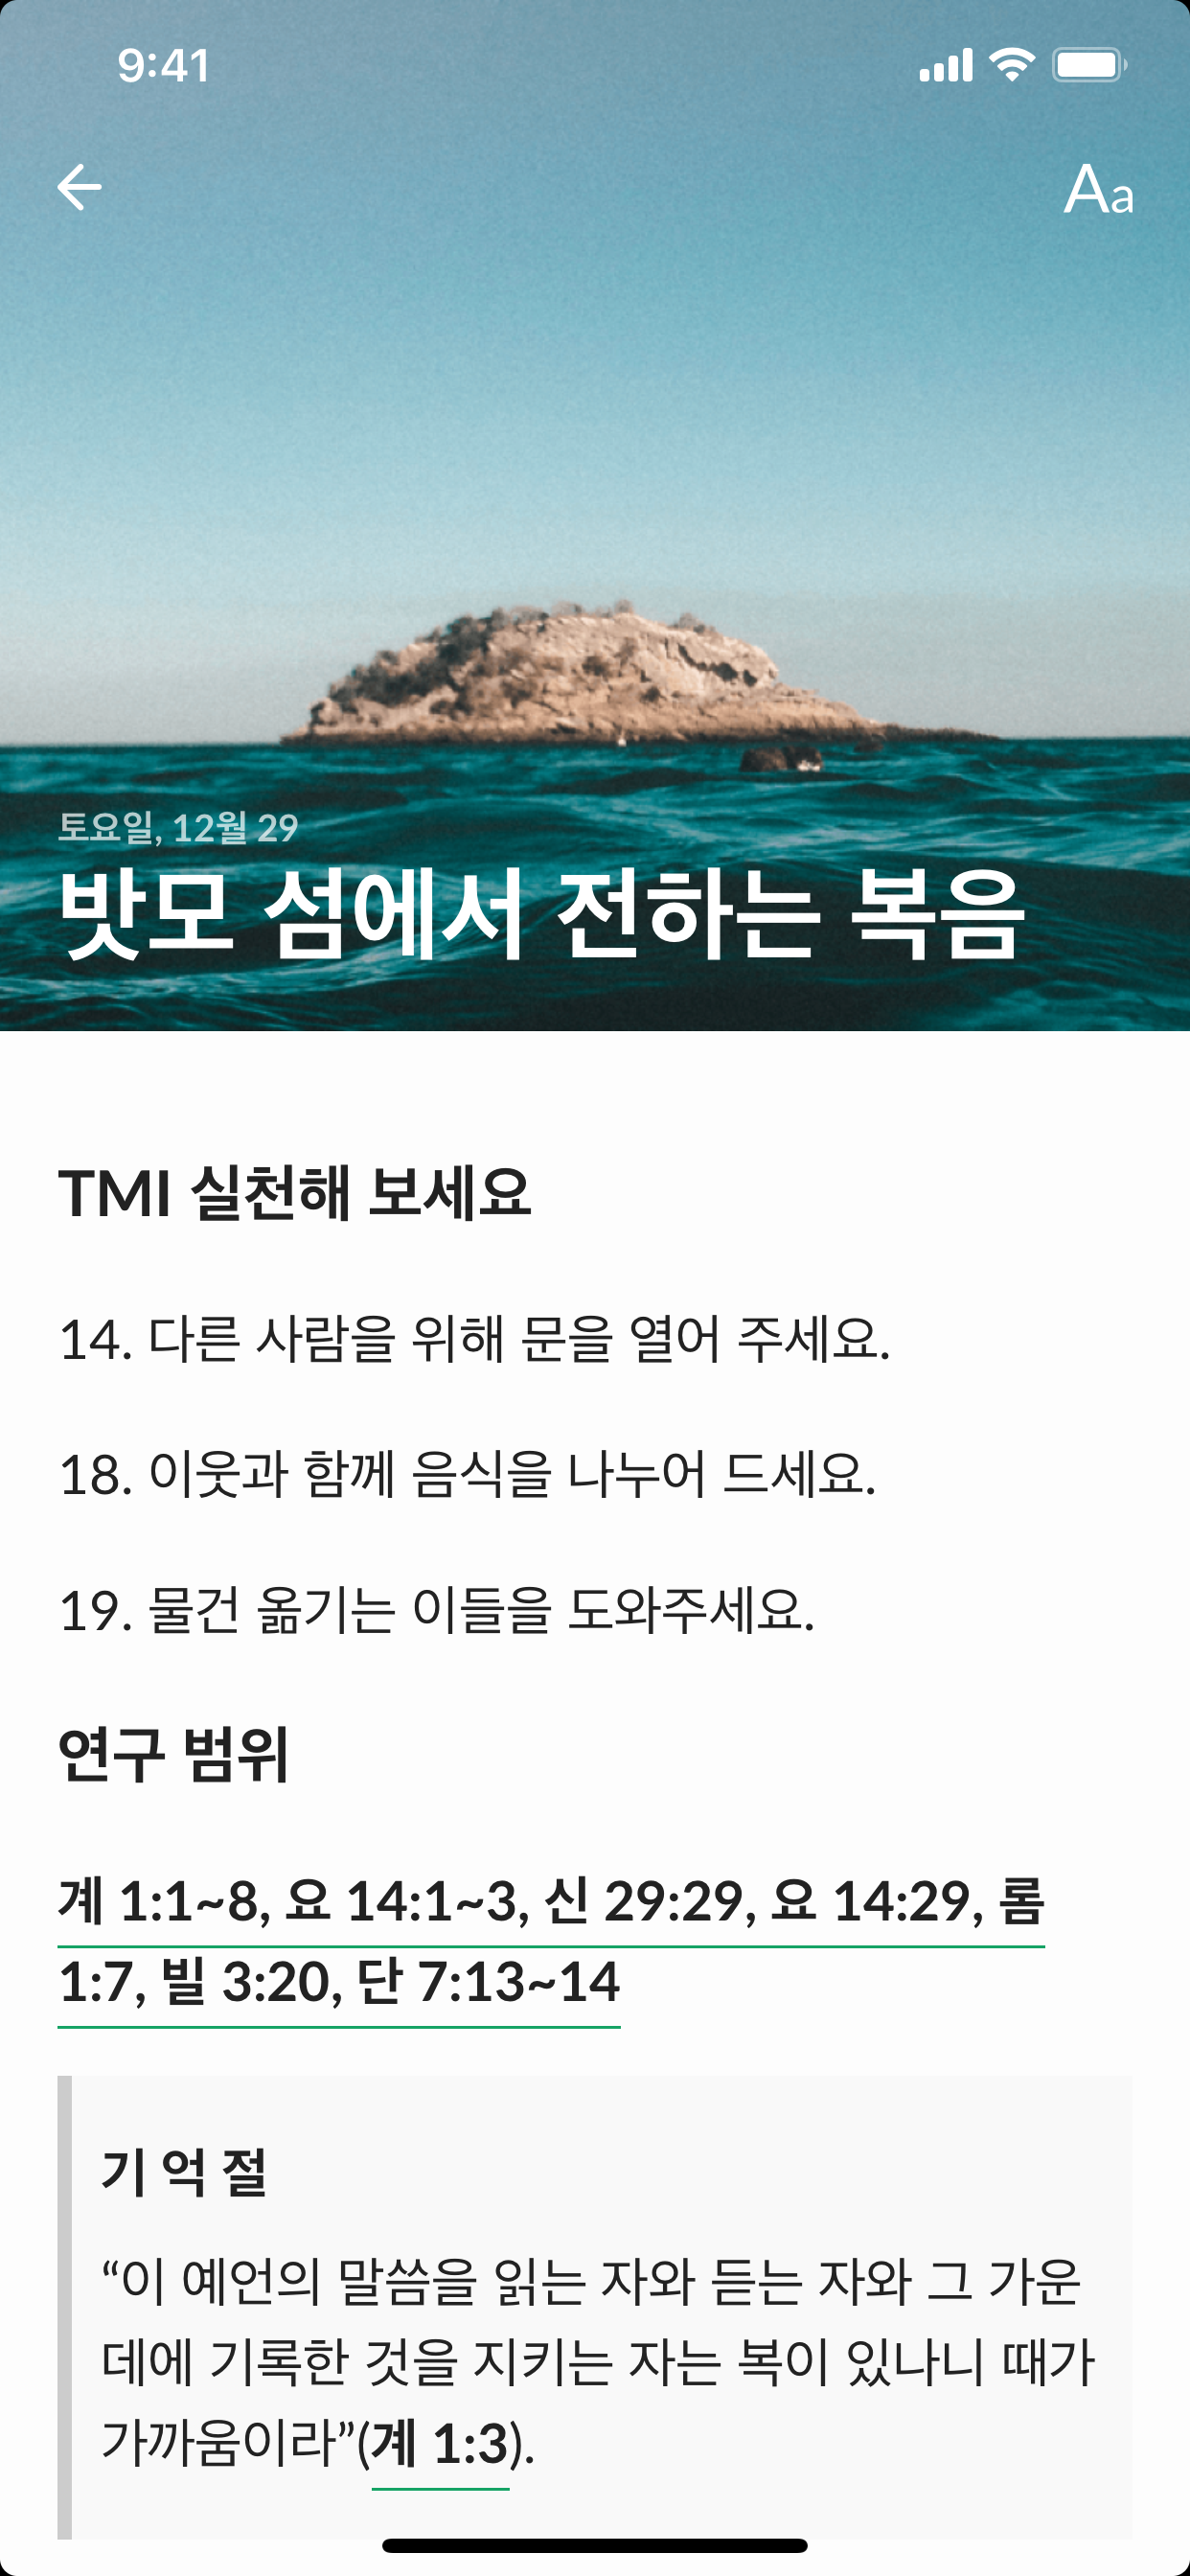 9:41
Aa
토요일, 12월 29
밧모 섬에서 전하는 복음
TMI 실천해 보세요
14. 다른 사람을 위해 문을 열어 주세요.
18. 이웃과 함께 음식을 나누어 드세요.
19. 물건 옮기는 이들을 도와주세요.
연구 범위
계 1:1~8, 요 14:1~3, 신 29:29, 요 14:29, 롬
1:7, 빌 3:20, 단 7:13~14
기 억 절
“이 예언의 말씀을 읽는 자와 듣는 자와 그 가운
데에 기록한 것을 지키는 자는 복이 있나니 때가
가까움이라”(계 1:3).